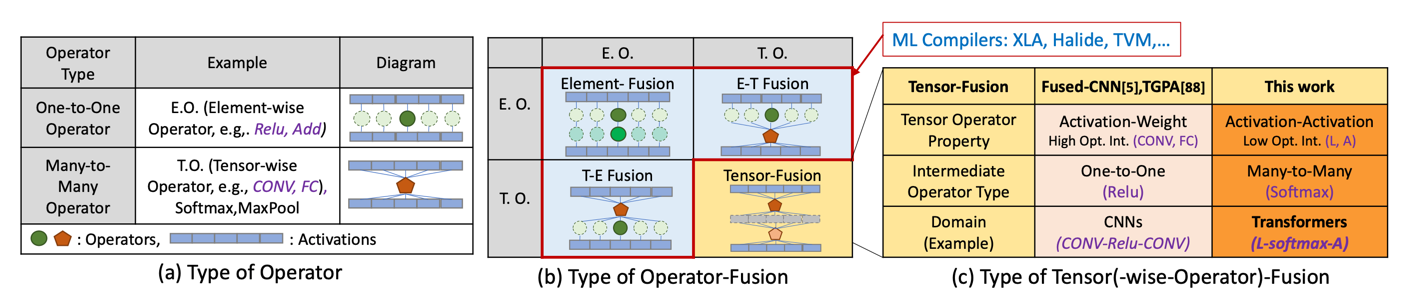 ML Compilers: XLA, Halide, TVM,...
Operator
Type
Example
Diagram
One-to-One
Operator
E.O. (Element-wise
Operator, e.g,. Relu, Add)
Many-to-
Many
Operator
T.O. (Tensor-wise
Operator, e.g., CONV, FC),
Softmax,MaxPool
: Operators,
: Activations
(a) Type of Operator
E. O.
T. O.
E. O.
Element- Fusion
E-T Fusion
T. O.
T-E Fusion
Tensor-Fusion
(b) Type of Operator-Fusion
Tensor-Fusion
Fused-CNN[5],TGPA[88]
This work
Tensor Operator
Property
Activation-Weight
High Opt. Int. (CONV, FC)
Activation-Activation
Low Opt. Int. (L, A)
Intermediate
Operator Type
One-to-One
(Relu)
Many-to-Many
(Softmax)
Domain
(Example)
CNNs
(CONV-Relu-CONV)
Transformers
(L-softmax-A)
(c) Type of Tensor(-wise-Operator)-Fusion